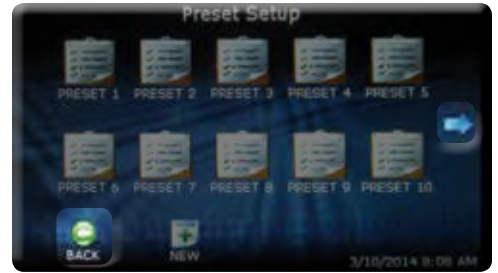 Preset Setup
PRESET 1 PRESET 2 PRESET 3 PRESET 4 PRESET 5
PRESET 6 PRESET 7 PRESET 8 PRESET 9 PRESET 10
BACK NEW
3/10/2014 8:08 AM